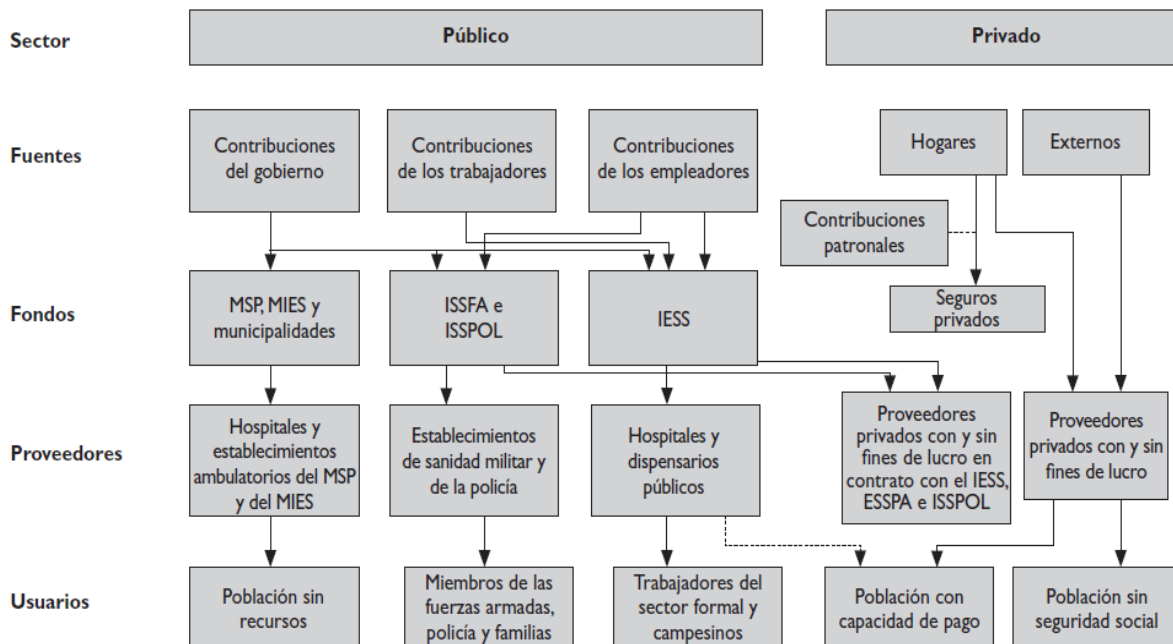 Sector
Público
Privado
Fuentes
Contribuciones
del gobierno
Contribuciones
de los trabajadores
Contribuciones
de los empleadores
Hogares
Externos
Contribuciones
patronales
Fondos
MSP, MIES y
municipalidades
ISSFA e
ISSPOL
IESS
Seguros
privados
Proveedores
Hospitales y
establecimientos
ambulatorios del MSP
y del MIES
Establecimientos
de sanidad militar y
de la policía
Hospitales y
dispensarios
públicos
Proveedores
privados con y sin
fines de lucro en
contrato con el IESS,
ESSPA e ISSPOL
Proveedores
privados con y sin
fines de lucro
Usuarios
Población sin
recursos
Miembros de las
fuerzas armadas,
policía y familias
Trabajadores del
sector formal y
campesinos
Población con
capacidad de pago
Población sin
seguridad social